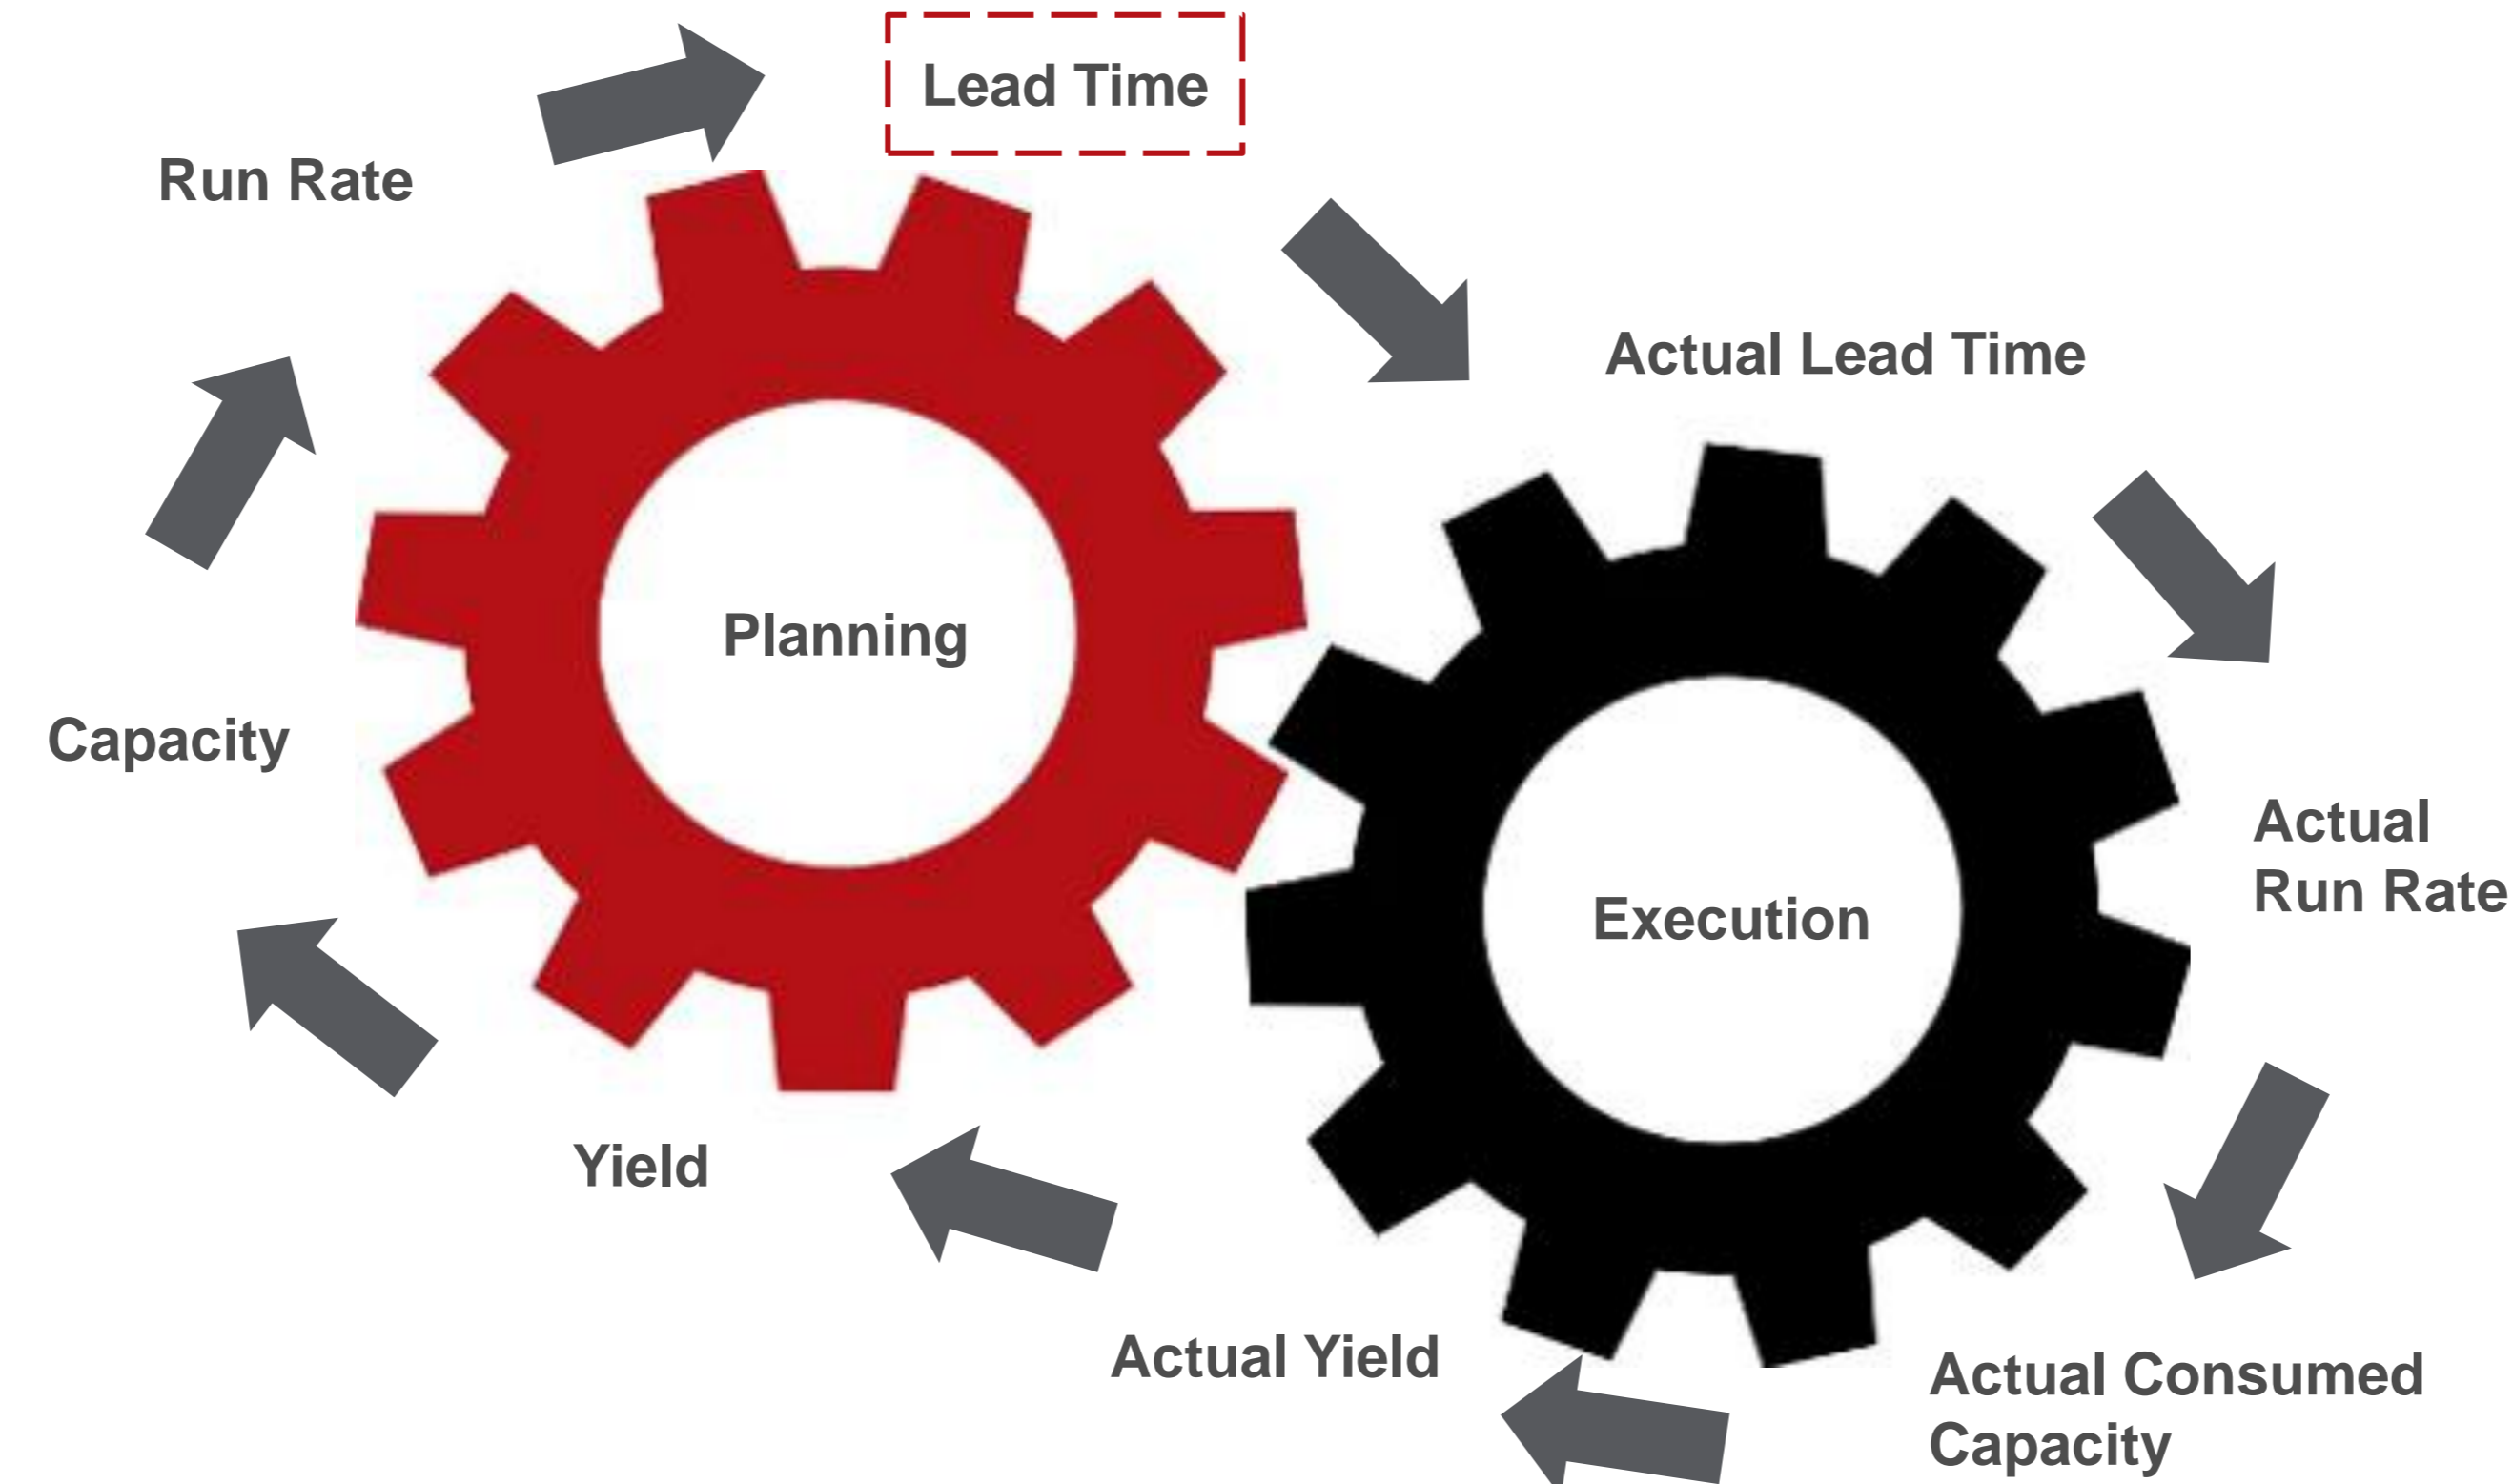 Lead Time
Run Rate
Actual Lead Time
Planning
Capacity
Actual
Run Rate
Execution
Yield
Actual Yield
Actual Consumed
Capacity